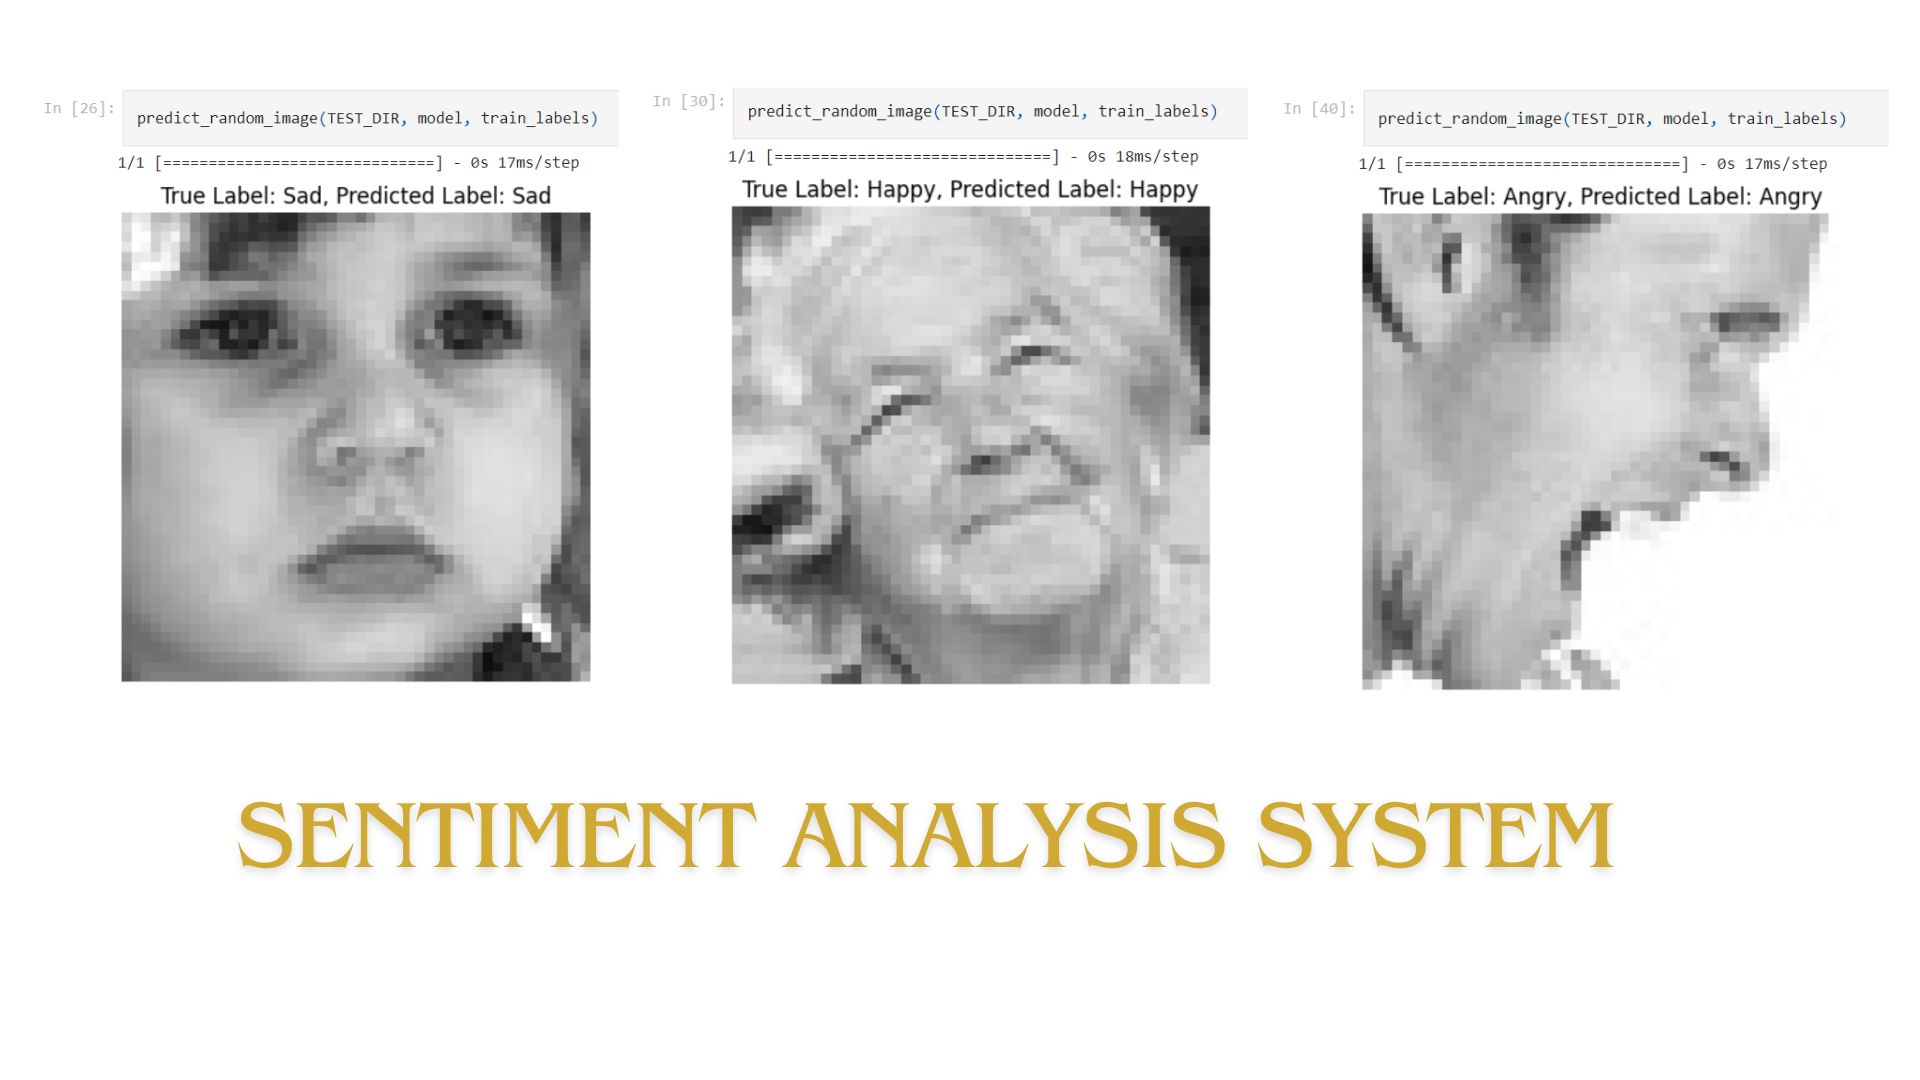 In [26]: predict_random_image(TEST_DIR, model, train_labels)
1/1 [==============================] - 0s 17ms/step
True Label: Sad, Predicted Label: Sad
In [30]: predict_random_image(TEST_DIR, model, train_labels)
1/1 [==============================] - 0s 18ms/step
True Label: Happy, Predicted Label: Happy
In [40]: predict_random_image(TEST_DIR, model, train_labels)
1/1 [==============================] - 0s 17ms/step
True Label: Angry, Predicted Label: Angry
SENTIMENT ANALYSIS SYSTEM